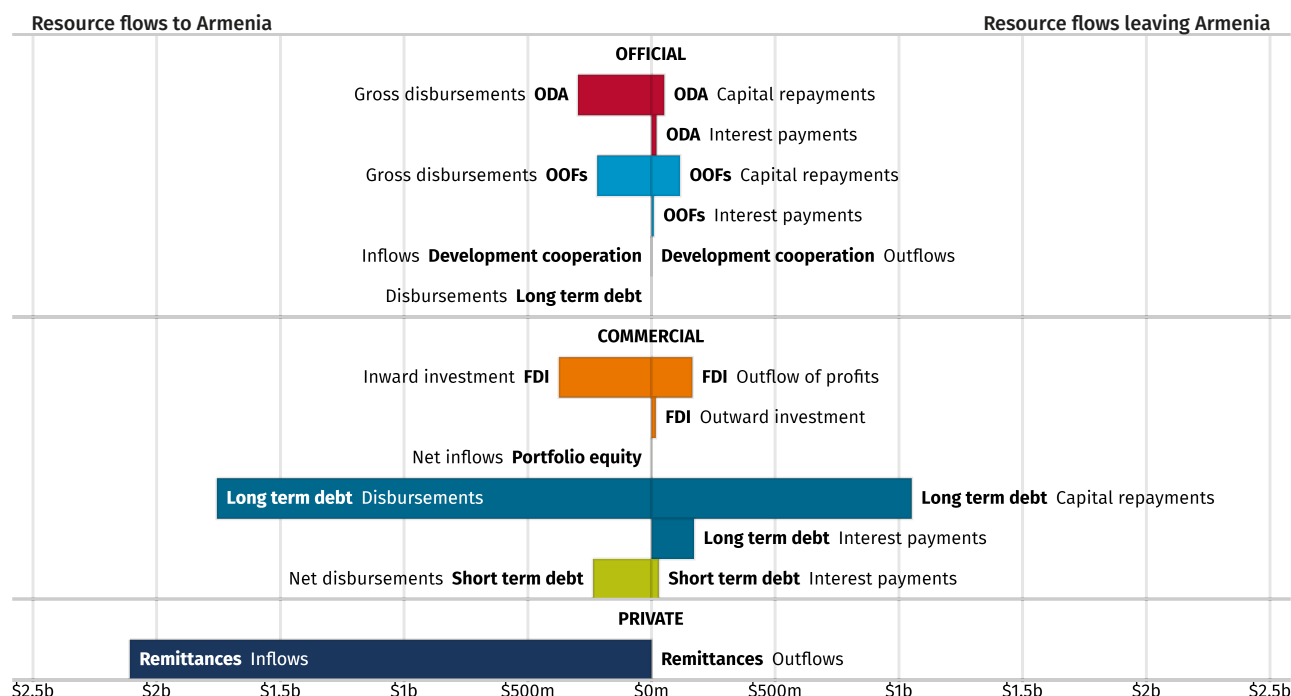 Resource flows to Armenia Resource flows leaving Armenia
OFFICIAL
Gross disbursements ODA ODA Capital repayments
ODA Interest payments
Gross disbursements OOFs OOFs Capital repayments
OOFs Interest payments
Inflows Development cooperation Development cooperation Outflows
Disbursements Long term debt
COMMERCIAL
Inward investment FDI FDI Outflow of profits
FDI Outward investment
Net inflows Portfolio equity
Long term debt Disbursements Long term debt Capital repayments
Long term debt Interest payments
Net disbursements Short term debt Short term debt Interest payments
PRIVATE
Remittances Inflows Remittances Outflows
$2.5b $2b $1.5b $1b $500m $0m $500m $1b $1.5b $2b $2.5b